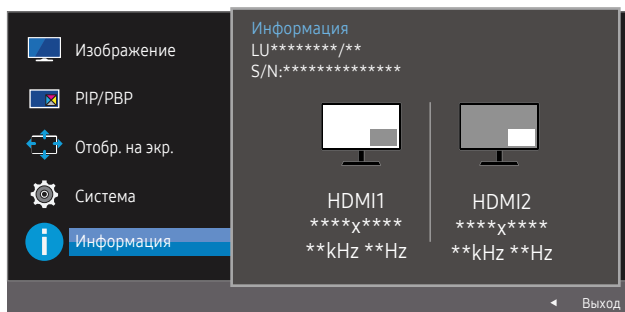 Изображение
PIP/PBP
Отобр. на экр.
Система
Информация
Информация
LU********/**
S/N:**************
HDMI1
****x****
**kHz **Hz
HDMI2
****x****
**kHz **Hz
Выход